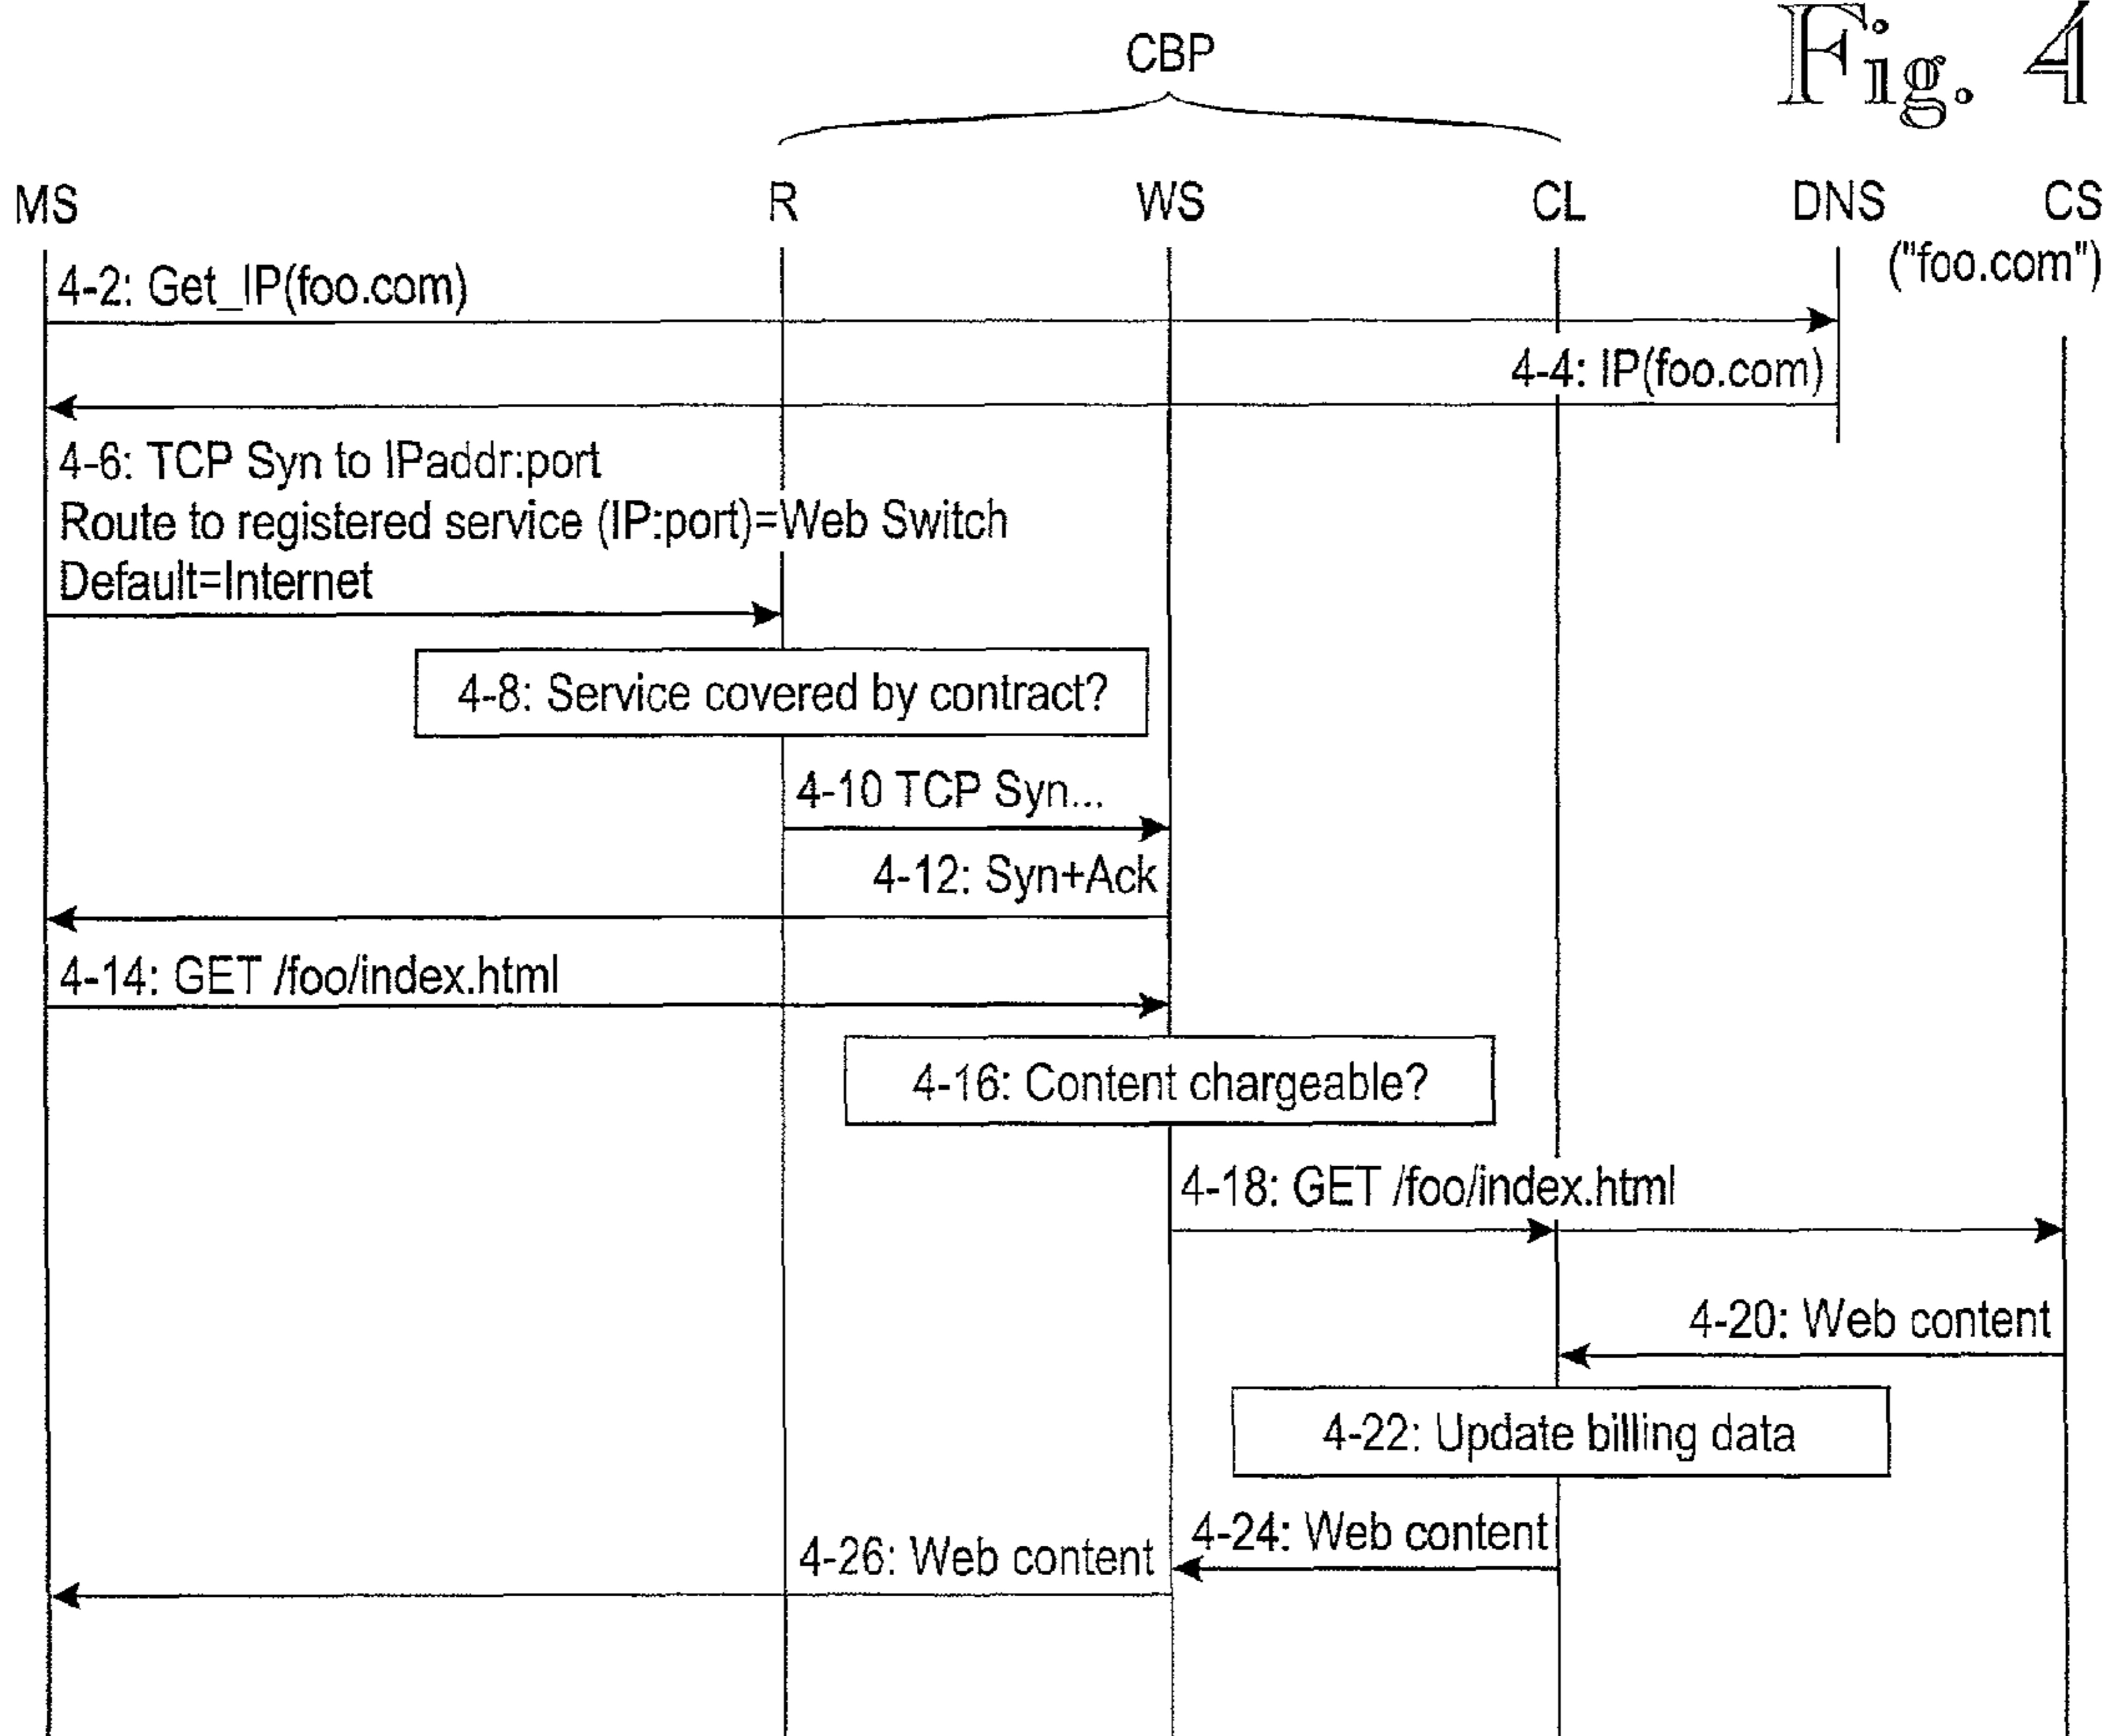 Fig. 4
CBP
MS R WS CL DNS CS
("foo.com")
4-2: Get_IP(foo.com)
4-4: IP(foo.com)
4-6: TCP Syn to IPaddr:port
Route to registered service (IP:port)=Web Switch
Default=Internet
4-8: Service covered by contract?
4-10 TCP Syn...
4-12: Syn+Ack
4-14: GET /foo/index.html
4-16: Content chargeable?
4-18: GET /foo/index.html
4-20: Web content
4-22: Update billing data
4-24: Web content
4-26: Web content